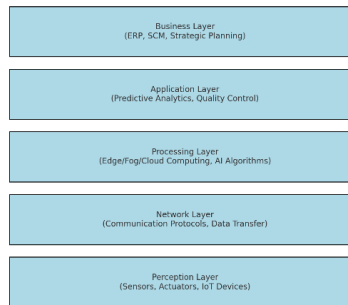 Business Layer
(ERP, SCM, Strategic Planning)
Application Layer
(Predictive Analytics, Quality Control)
Processing Layer
(Edge/Fog/Cloud Computing, AI Algorithms)
Network Layer
(Communication Protocols, Data Transfer)
Perception Layer
(Sensors, Actuators, IoT Devices)